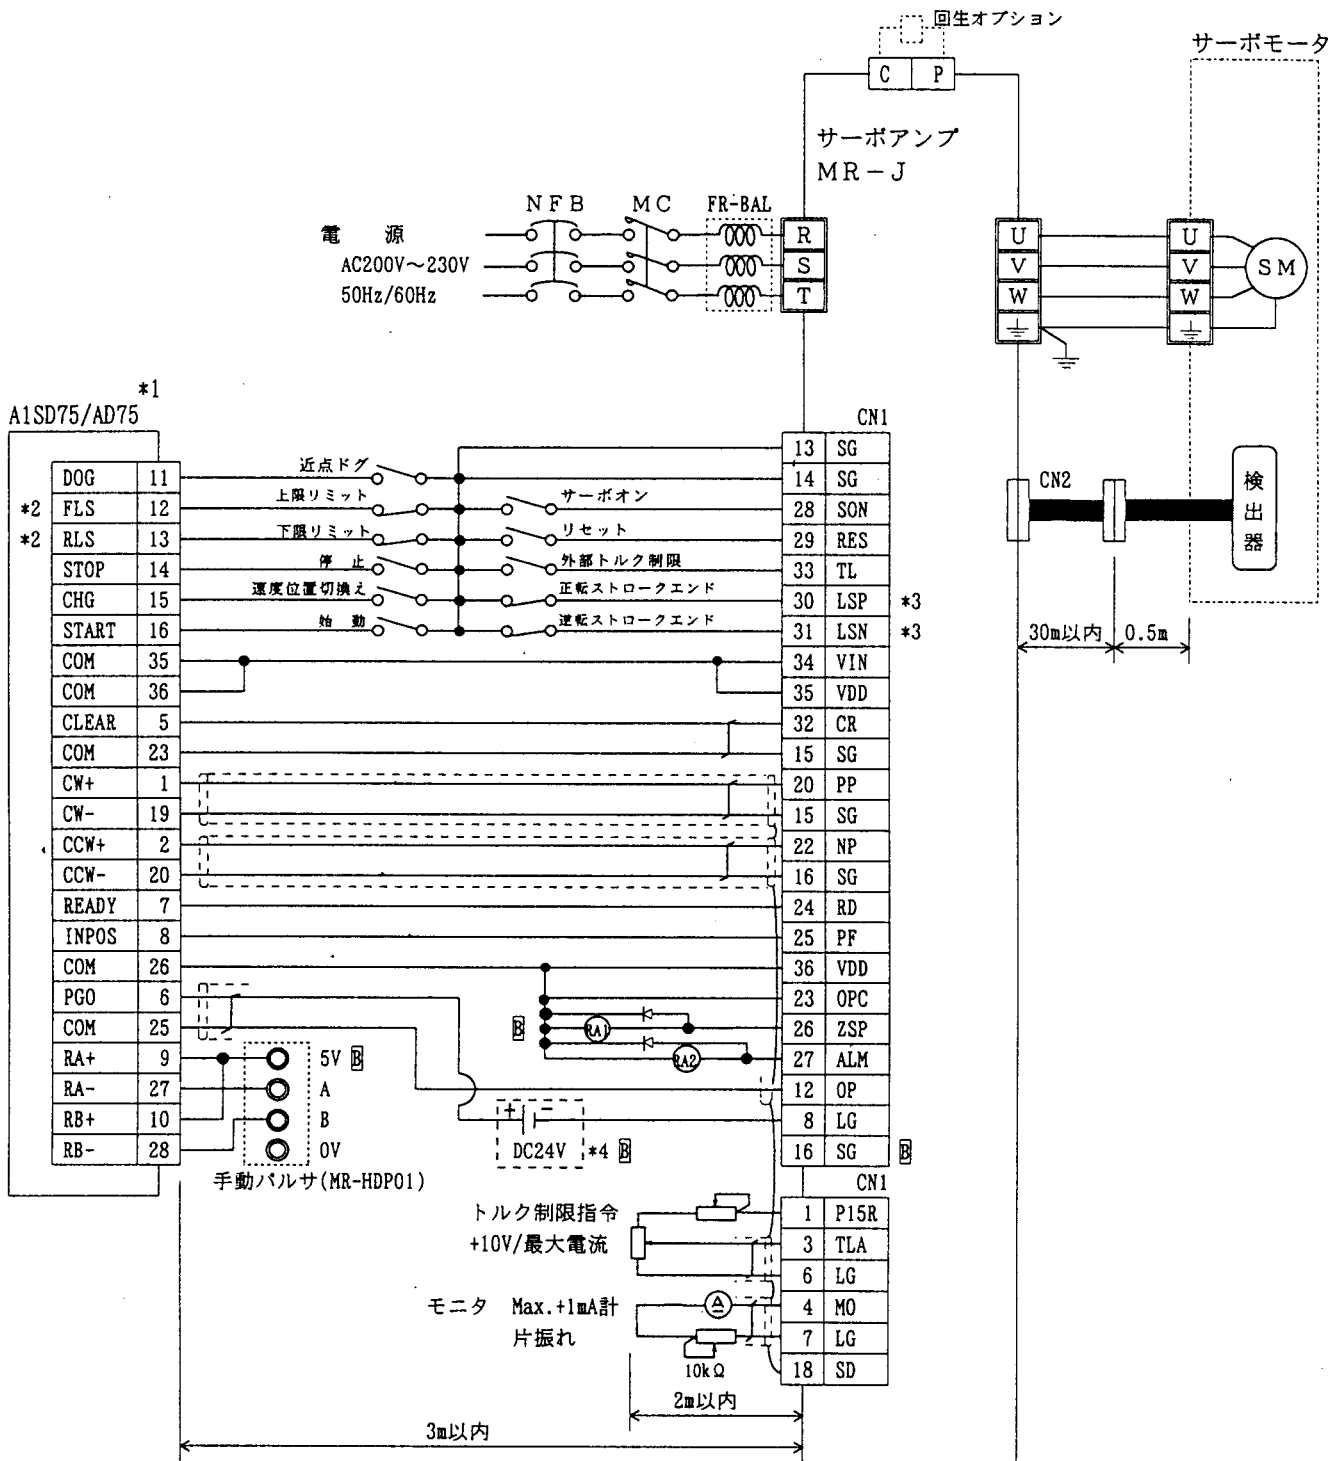 回生オプション
サーボモータ
C P
サーボアンプ
MR-J
NFB MC FR-BAL
電 源
AC200V~230V
50Hz/60Hz
R
S
T
U
V
W
U
V
W
SM
*1
A1SD75/AD75
CN1
DOG 11 近点ドグ 13 SG
14 SG
*2 FLS 12 上限リミット サーボオン 28 SON
*2 RLS 13 下限リミット リセット 29 RES
STOP 14 停 止 外部トルク制限 33 TL
CHG 15 速度位置切換え 正転ストロークエンド 30 LSP *3
START 16 始 動 逆転ストロークエンド 31 LSN *3
COM 35 34 VIN
COM 36 35 VDD
CLEAR 5 32 CR
COM 23 15 SG
CW+ 1 20 PP
CW- 19 15 SG
CCW+ 2 22 NP
CCW- 20 16 SG
READY 7 24 RD
INPOS 8 25 PF
COM 26 36 VDD
PGO 6 23 OPC
COM 25 B RA1 26 ZSP
RA+ 9 5V B RA2 27 ALM
RA- 27 A 12 OP
RB+ 10 B + - 8 LG
RB- 28 0V DC24V *4 B 16 SG B
手動パルサ(MR-HDP01)
CN2
検出器
30m以内 0.5m
CN1
トルク制限指令 1 P15R
+10V/最大電流 3 TLA
6 LG
モニタ Max.+1mA計 A 4 MO
片振れ 7 LG
10kΩ 18 SD
2m以内
3m以内